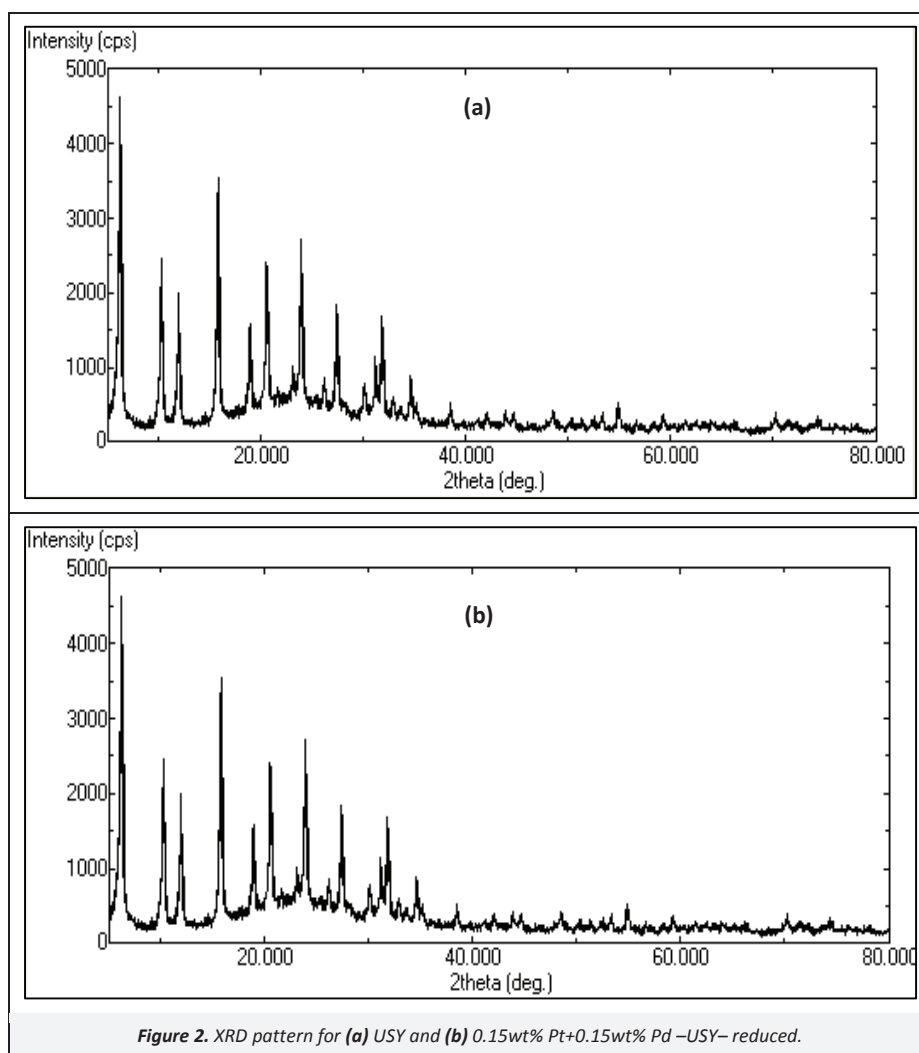 Intensity (cps)
5000
(a)
4000
3000
2000
1000
0
20.000 40.000 60.000 80.000
2theta (deg.)
Intensity (cps)
5000
(b)
4000
3000
2000
1000
0
20.000 40.000 60.000 80.000
2theta (deg.)
Figure 2. XRD pattern for (a) USY and (b) 0.15wt% Pt+0.15wt% Pd –USY– reduced.